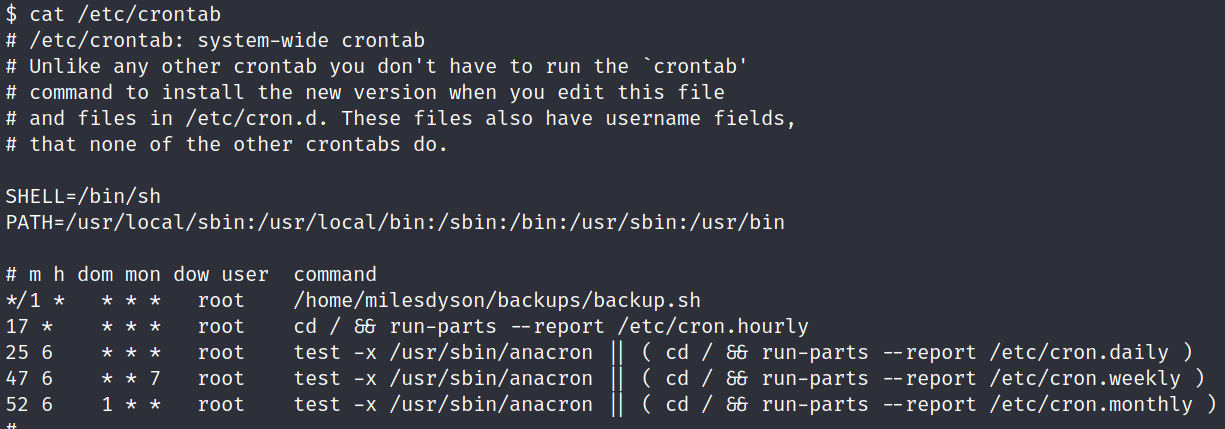 $ cat /etc/crontab
# /etc/crontab: system-wide crontab
# Unlike any other crontab you don't have to run the `crontab'
# command to install the new version when you edit this file
# and files in /etc/cron.d. These files also have username fields,
# that none of the other crontabs do.

SHELL=/bin/sh
PATH=/usr/local/sbin:/usr/local/bin:/sbin:/bin:/usr/sbin:/usr/bin

# m h dom mon dow user  command
*/1 *   * * *   root    /home/milesdyson/backups/backup.sh
17 *    * * *   root    cd / && run-parts --report /etc/cron.hourly
25 6    * * *   root    test -x /usr/sbin/anacron || ( cd / && run-parts --report /etc/cron.daily )
47 6    * * 7   root    test -x /usr/sbin/anacron || ( cd / && run-parts --report /etc/cron.weekly )
52 6    1 * *   root    test -x /usr/sbin/anacron || ( cd / && run-parts --report /etc/cron.monthly )
#